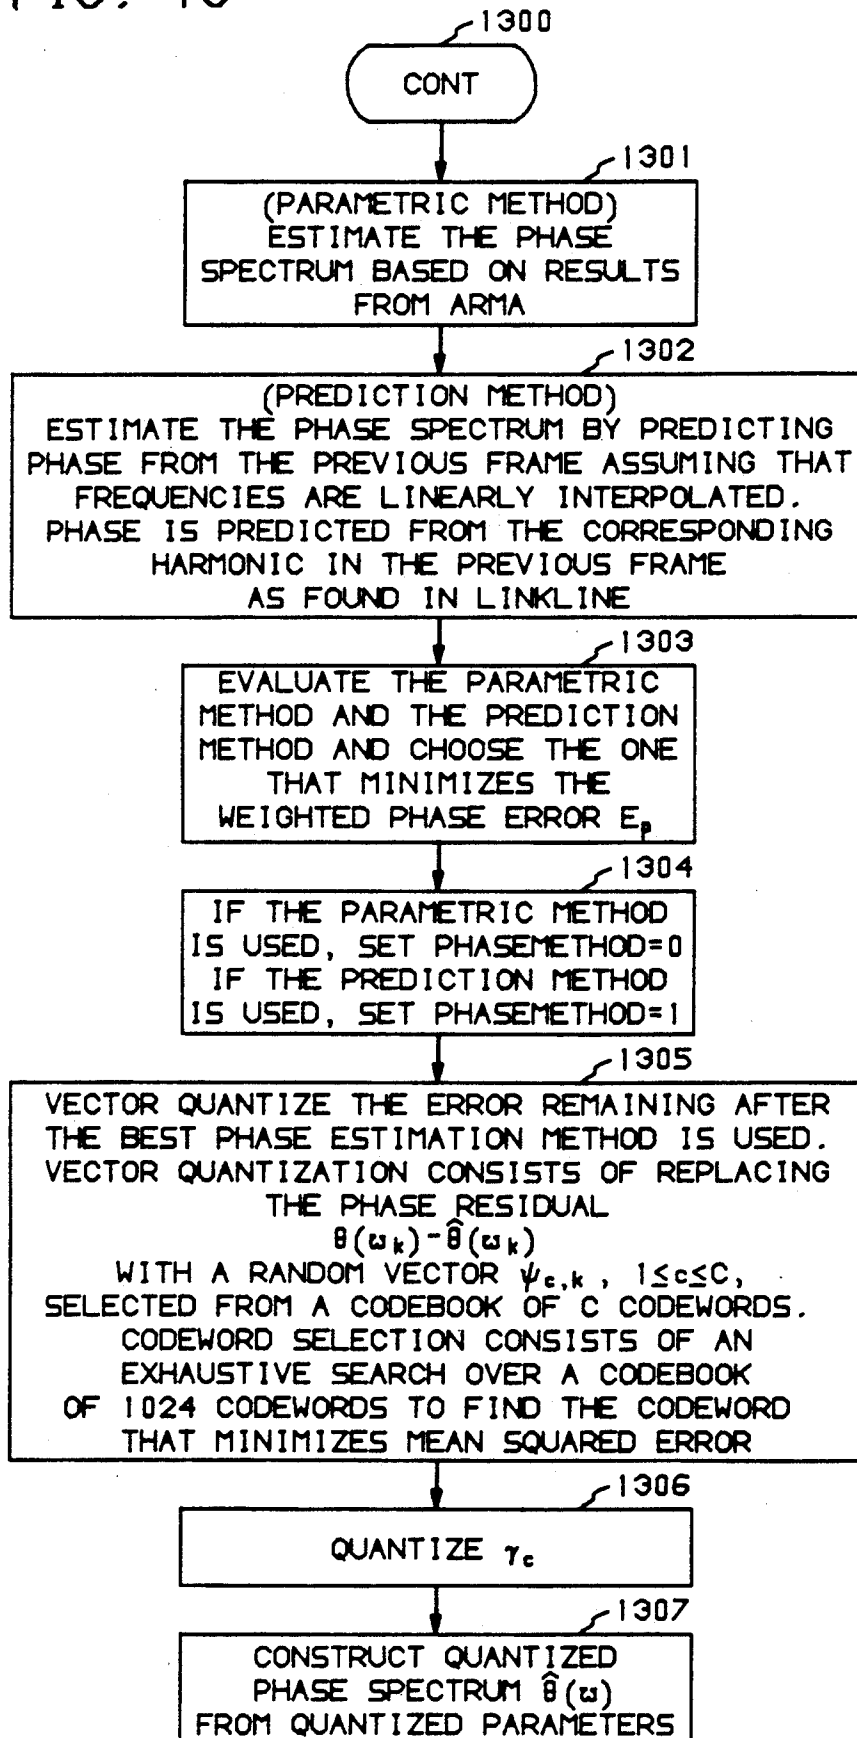 1300
CONT
1301
(PARAMETRIC METHOD)
ESTIMATE THE PHASE
SPECTRUM BASED ON RESULTS
FROM ARMA
1302
(PREDICTION METHOD)
ESTIMATE THE PHASE SPECTRUM BY PREDICTING
PHASE FROM THE PREVIOUS FRAME ASSUMING THAT
FREQUENCIES ARE LINEARLY INTERPOLATED.
PHASE IS PREDICTED FROM THE CORRESPONDING
HARMONIC IN THE PREVIOUS FRAME
AS FOUND IN LINKLINE
1303
EVALUATE THE PARAMETRIC
METHOD AND THE PREDICTION
METHOD AND CHOOSE THE ONE
THAT MINIMIZES THE
WEIGHTED PHASE ERROR Eₚ
1304
IF THE PARAMETRIC METHOD
IS USED, SET PHASEMETHOD=0
IF THE PREDICTION METHOD
IS USED, SET PHASEMETHOD=1
1305
VECTOR QUANTIZE THE ERROR REMAINING AFTER
THE BEST PHASE ESTIMATION METHOD IS USED.
VECTOR QUANTIZATION CONSISTS OF REPLACING
THE PHASE RESIDUAL
θ(ω_k)-θ̂(ω_k)
WITH A RANDOM VECTOR ψ_c,k , 1≤c≤C,
SELECTED FROM A CODEBOOK OF C CODEWORDS.
CODEWORD SELECTION CONSISTS OF AN
EXHAUSTIVE SEARCH OVER A CODEBOOK
OF 1024 CODEWORDS TO FIND THE CODEWORD
THAT MINIMIZES MEAN SQUARED ERROR
1306
QUANTIZE γ_c
1307
CONSTRUCT QUANTIZED
PHASE SPECTRUM θ̂(ω)
FROM QUANTIZED PARAMETERS